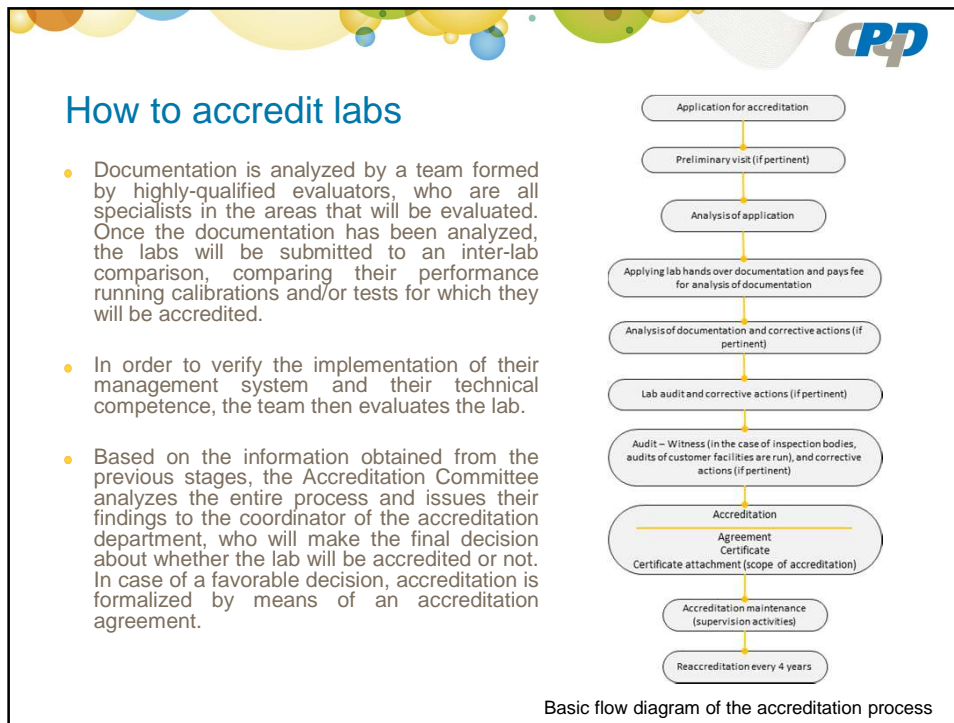 CPqD
How to accredit labs
Documentation is analyzed by a team formed
by highly-qualified evaluators, who are all
specialists in the areas that will be evaluated.
Once the documentation has been analyzed,
the labs will be submitted to an inter-lab
comparison, comparing their performance
running calibrations and/or tests for which they
will be accredited.
In order to verify the implementation of their
management system and their technical
competence, the team then evaluates the lab.
Based on the information obtained from the
previous stages, the Accreditation Committee
analyzes the entire process and issues their
findings to the coordinator of the accreditation
department, who will make the final decision
about whether the lab will be accredited or not.
In case of a favorable decision, accreditation is
formalized by means of an accreditation
agreement.
Application for accreditation
Preliminary visit (if pertinent)
Analysis of application
Applying lab hands over documentation and pays fee
for analysis of documentation
Analysis of documentation and corrective actions (if
pertinent)
Lab audit and corrective actions (if pertinent)
Audit – Witness (in the case of inspection bodies,
audits of customer facilities are run), and corrective
actions (if pertinent)
Accreditation
Agreement
Certificate
Certificate attachment (scope of accreditation)
Accreditation maintenance
(supervision activities)
Reaccreditation every 4 years
Basic flow diagram of the accreditation process